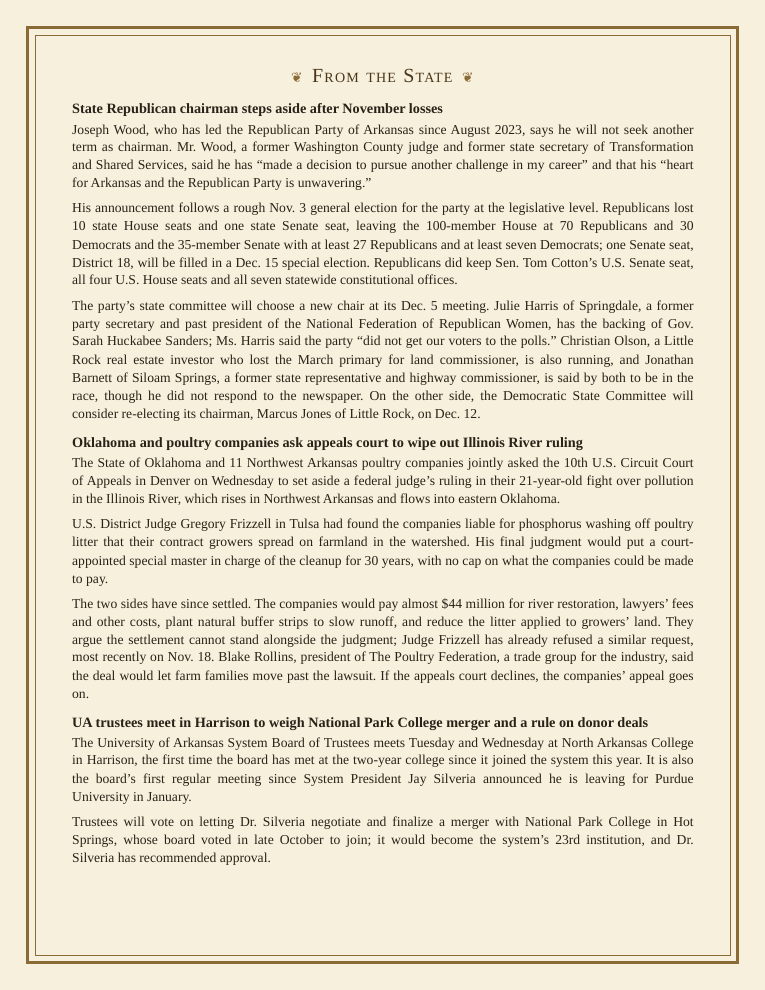 ❦ From the State ❦
State Republican chairman steps aside after November losses
Joseph Wood, who has led the Republican Party of Arkansas since August 2023, says he will not seek another
term as chairman. Mr. Wood, a former Washington County judge and former state secretary of Transformation
and Shared Services, said he has “made a decision to pursue another challenge in my career” and that his “heart
for Arkansas and the Republican Party is unwavering.”
His announcement follows a rough Nov. 3 general election for the party at the legislative level. Republicans lost
10 state House seats and one state Senate seat, leaving the 100-member House at 70 Republicans and 30
Democrats and the 35-member Senate with at least 27 Republicans and at least seven Democrats; one Senate seat,
District 18, will be filled in a Dec. 15 special election. Republicans did keep Sen. Tom Cotton’s U.S. Senate seat,
all four U.S. House seats and all seven statewide constitutional offices.
The party’s state committee will choose a new chair at its Dec. 5 meeting. Julie Harris of Springdale, a former
party secretary and past president of the National Federation of Republican Women, has the backing of Gov.
Sarah Huckabee Sanders; Ms. Harris said the party “did not get our voters to the polls.” Christian Olson, a Little
Rock real estate investor who lost the March primary for land commissioner, is also running, and Jonathan
Barnett of Siloam Springs, a former state representative and highway commissioner, is said by both to be in the
race, though he did not respond to the newspaper. On the other side, the Democratic State Committee will
consider re-electing its chairman, Marcus Jones of Little Rock, on Dec. 12.
Oklahoma and poultry companies ask appeals court to wipe out Illinois River ruling
The State of Oklahoma and 11 Northwest Arkansas poultry companies jointly asked the 10th U.S. Circuit Court
of Appeals in Denver on Wednesday to set aside a federal judge’s ruling in their 21-year-old fight over pollution
in the Illinois River, which rises in Northwest Arkansas and flows into eastern Oklahoma.
U.S. District Judge Gregory Frizzell in Tulsa had found the companies liable for phosphorus washing off poultry
litter that their contract growers spread on farmland in the watershed. His final judgment would put a court-
appointed special master in charge of the cleanup for 30 years, with no cap on what the companies could be made
to pay.
The two sides have since settled. The companies would pay almost $44 million for river restoration, lawyers’ fees
and other costs, plant natural buffer strips to slow runoff, and reduce the litter applied to growers’ land. They
argue the settlement cannot stand alongside the judgment; Judge Frizzell has already refused a similar request,
most recently on Nov. 18. Blake Rollins, president of The Poultry Federation, a trade group for the industry, said
the deal would let farm families move past the lawsuit. If the appeals court declines, the companies’ appeal goes
on.
UA trustees meet in Harrison to weigh National Park College merger and a rule on donor deals
The University of Arkansas System Board of Trustees meets Tuesday and Wednesday at North Arkansas College
in Harrison, the first time the board has met at the two-year college since it joined the system this year. It is also
the board’s first regular meeting since System President Jay Silveria announced he is leaving for Purdue
University in January.
Trustees will vote on letting Dr. Silveria negotiate and finalize a merger with National Park College in Hot
Springs, whose board voted in late October to join; it would become the system’s 23rd institution, and Dr.
Silveria has recommended approval.